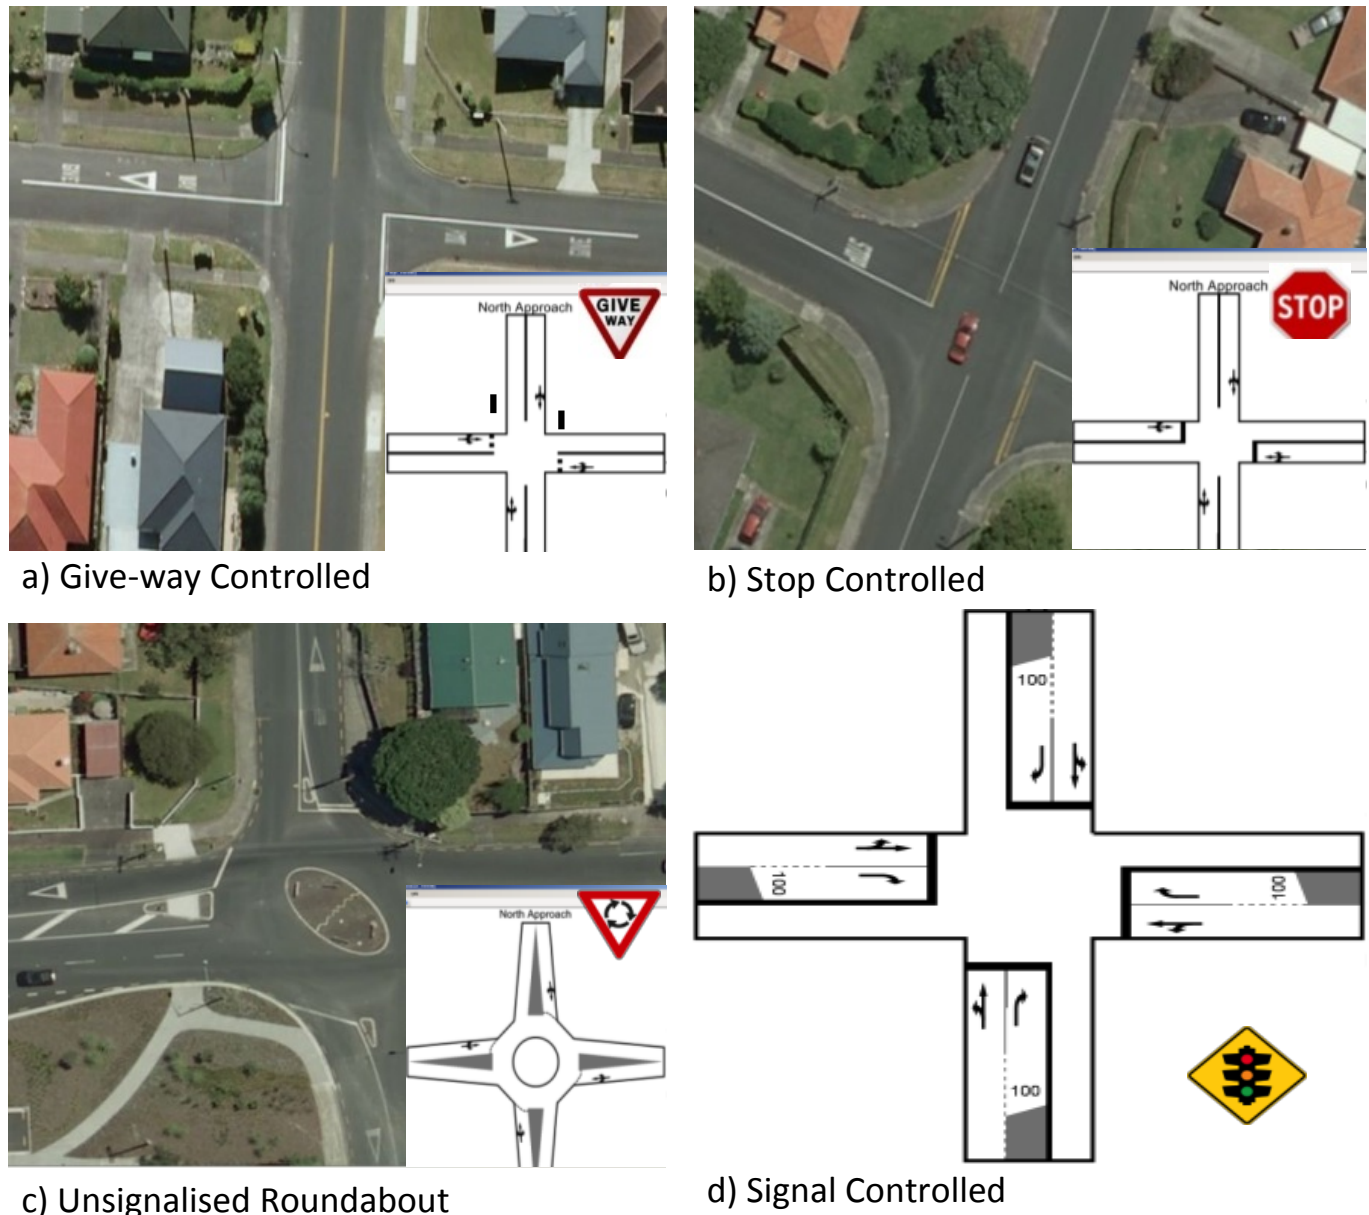 North Approach
GIVE
WAY
a) Give-way Controlled
North Approach
STOP
b) Stop Controlled
North Approach
c) Unsignalised Roundabout
100
100
100
100
d) Signal Controlled